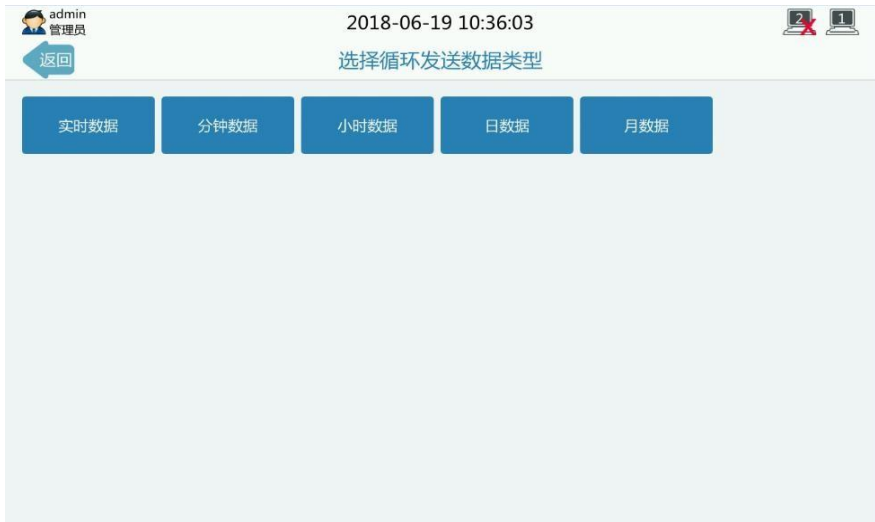 admin
管理员
2018-06-19 10:36:03
2
1
返回
选择循环发送数据类型
实时数据
分钟数据
小时数据
日数据
月数据